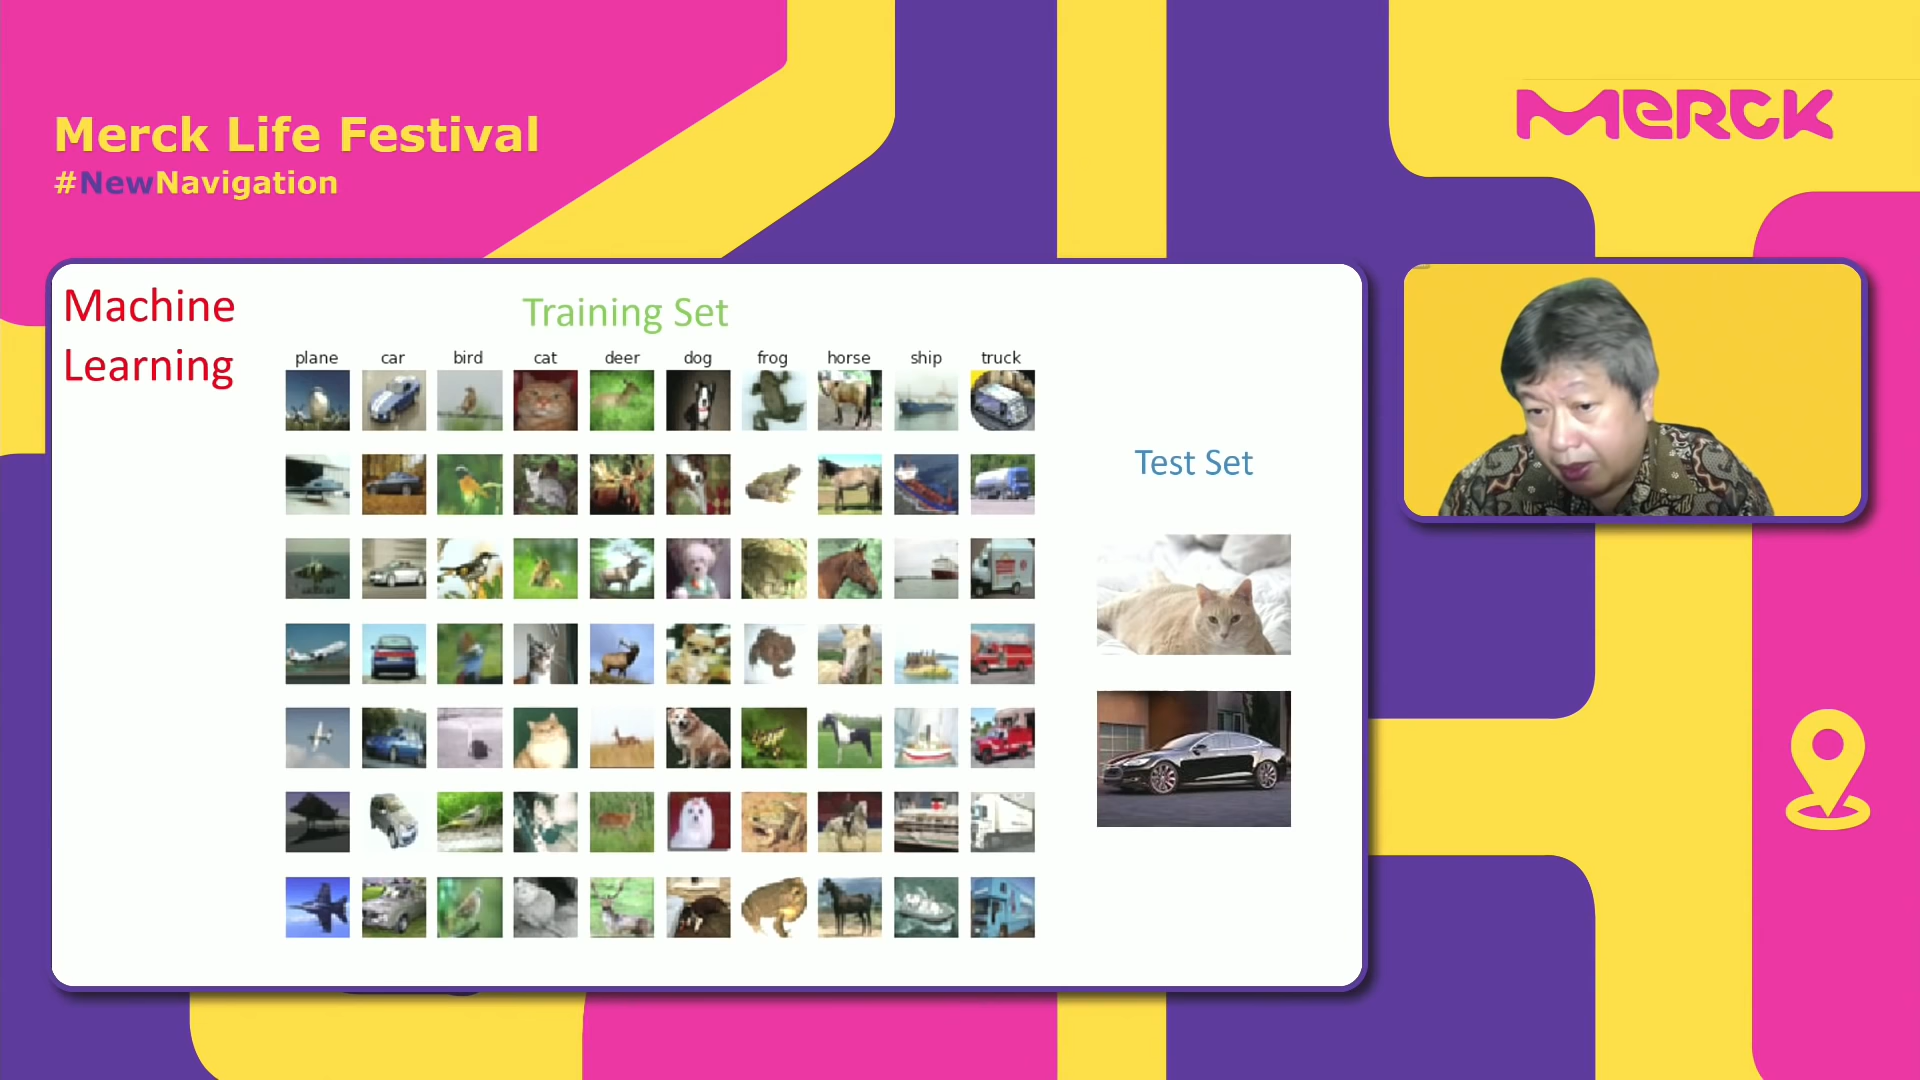 Merck Life Festival
#NewNavigation
MERCK
Machine
Learning
Training Set
plane car bird cat deer dog frog horse ship truck
Test Set